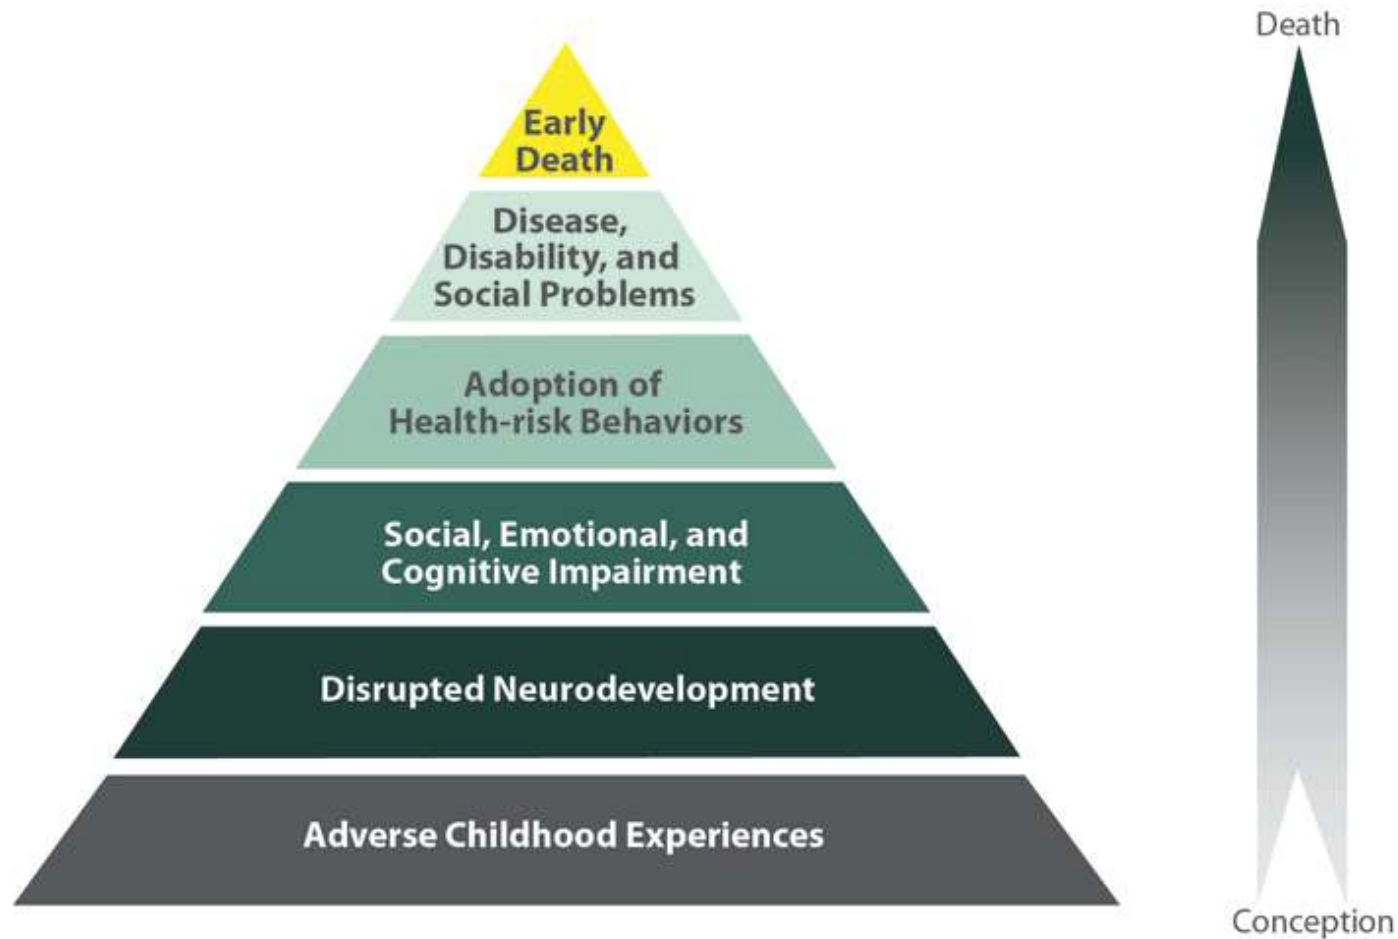 Death
Early
Death
Disease,
Disability, and
Social Problems
Adoption of
Health-risk Behaviors
Social, Emotional, and
Cognitive Impairment
Disrupted Neurodevelopment
Adverse Childhood Experiences
Conception